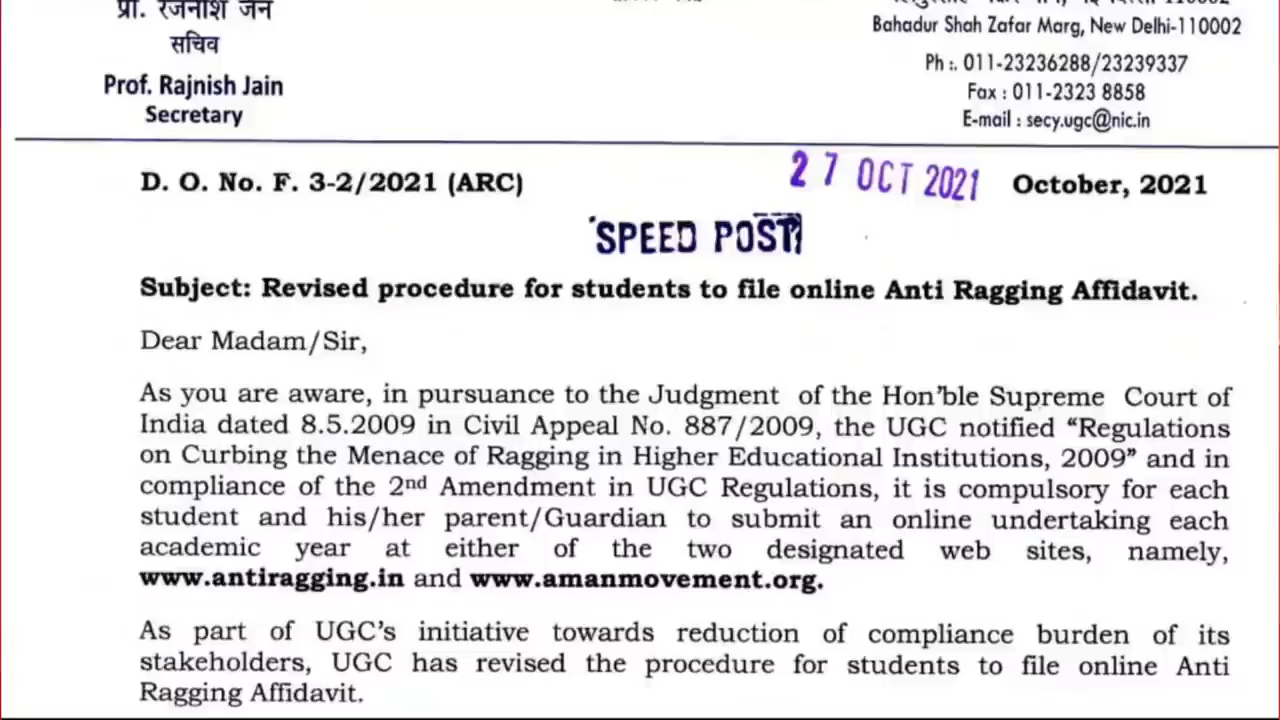 प्रो. रजनीश जैन
सचिव
Prof. Rajnish Jain
Secretary
Bahadur Shah Zafar Marg, New Delhi-110002
Ph :. 011-23236288/23239337
Fax : 011-2323 8858
E-mail : secy.ugc@nic.in
D. O. No. F. 3-2/2021 (ARC)
27 OCT 2021 October, 2021
SPEED POST
Subject: Revised procedure for students to file online Anti Ragging Affidavit.
Dear Madam/Sir,
As you are aware, in pursuance to the Judgment of the Hon'ble Supreme Court of
India dated 8.5.2009 in Civil Appeal No. 887/2009, the UGC notified “Regulations
on Curbing the Menace of Ragging in Higher Educational Institutions, 2009” and in
compliance of the 2nd Amendment in UGC Regulations, it is compulsory for each
student and his/her parent/Guardian to submit an online undertaking each
academic year at either of the two designated web sites, namely,
www.antiragging.in and www.amanmovement.org.
As part of UGC's initiative towards reduction of compliance burden of its
stakeholders, UGC has revised the procedure for students to file online Anti
Ragging Affidavit.